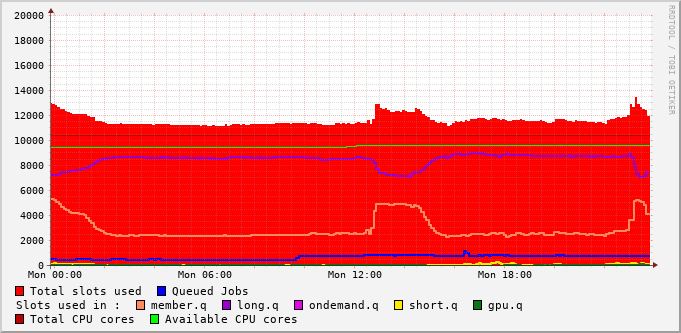 20000
18000
16000
14000
12000
10000
8000
6000
4000
2000
0
Mon 00:00 Mon 06:00 Mon 12:00 Mon 18:00
Total slots used Queued Jobs
Slots used in : member.q long.q ondemand.q short.q gpu.q
Total CPU cores Available CPU cores
RRDTOOL / TOBI OETIKER